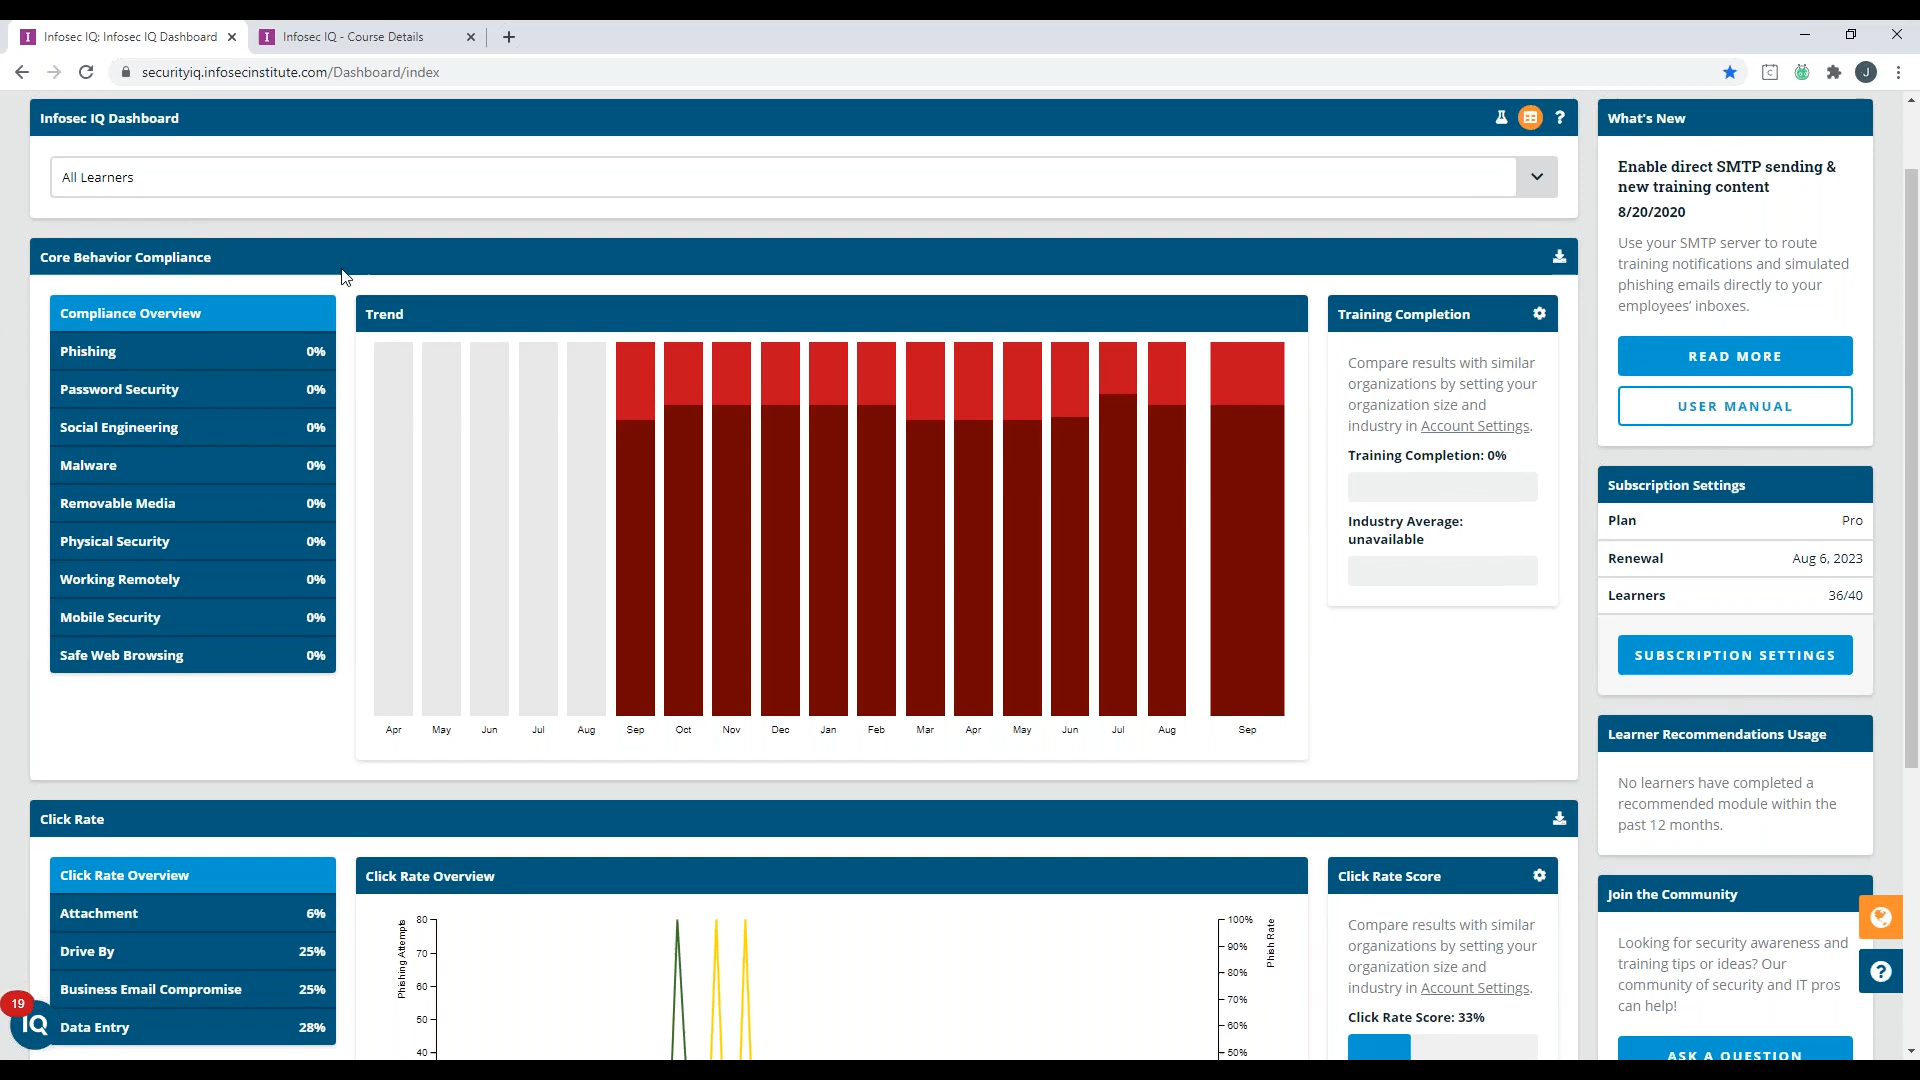 Infosec IQ: Infosec IQ Dashboard
Infosec IQ - Course Details
securityiq.infosecinstitute.com/Dashboard/index
J
Infosec IQ Dashboard
?
All Learners
Core Behavior Compliance
Compliance Overview
Phishing 0%
Password Security 0%
Social Engineering 0%
Malware 0%
Removable Media 0%
Physical Security 0%
Working Remotely 0%
Mobile Security 0%
Safe Web Browsing 0%
Trend
Apr May Jun Jul Aug Sep Oct Nov Dec Jan Feb Mar Apr May Jun Jul Aug Sep
Training Completion
Compare results with similar
organizations by setting your
organization size and
industry in Account Settings.
Training Completion: 0%
Industry Average:
unavailable
Click Rate
Click Rate Overview
Attachment 6%
Drive By 25%
Business Email Compromise 25%
Data Entry 28%
19
IQ
Click Rate Overview
Phishing Attempts
80
70
60
50
40
100%
90%
80%
70%
60%
50%
Phish Rate
Click Rate Score
Compare results with similar
organizations by setting your
organization size and
industry in Account Settings.
Click Rate Score: 33%
What's New
Enable direct SMTP sending &
new training content
8/20/2020
Use your SMTP server to route
training notifications and simulated
phishing emails directly to your
employees' inboxes.
READ MORE
USER MANUAL
Subscription Settings
Plan Pro
Renewal Aug 6, 2023
Learners 36/40
SUBSCRIPTION SETTINGS
Learner Recommendations Usage
No learners have completed a
recommended module within the
past 12 months.
Join the Community
Looking for security awareness and
training tips or ideas? Our
community of security and IT pros
can help!
ASK A QUESTION
?